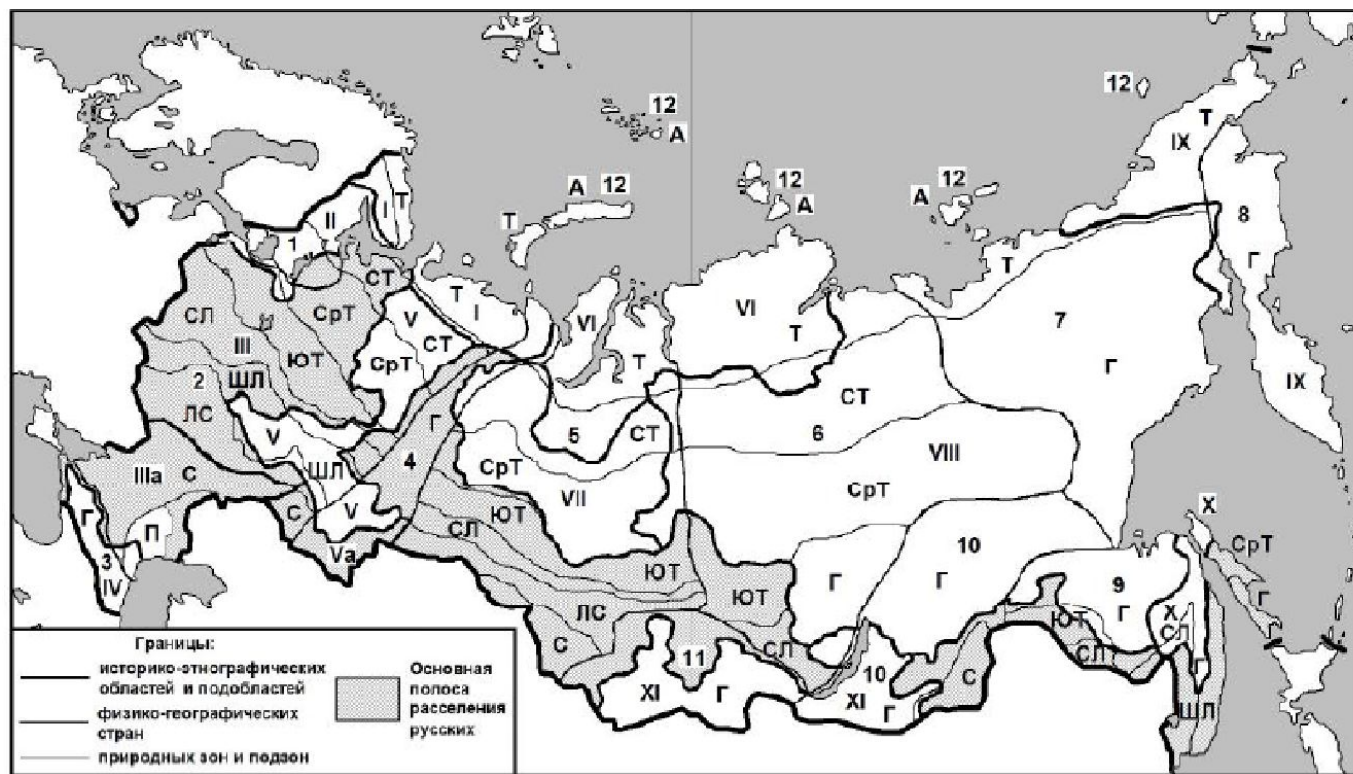 12
12
А
А 12
12
А
А 12
Т
IX
Т
8
Г
IX
II
I
Т
1
СТ
Т
I
Т
VI
Т
VI
Т
Т
7
Г
СЛ
СрТ
V
СТ
III
ЮТ
СрТ
2
ШЛ
ЛС
V
Г
4
5
СТ
СТ
6
VIII
СрТ
СрТ
VII
IIIа
С
ШЛ
V
С
Vа
П
Г
3
IV
ЮТ
СЛ
ЮТ
ЮТ
ЛС
С
СЛ
11
XI
Г
Г
10
Г
10
XI
Г
С
9
Г
ЮТ
СЛ
X
СЛ
Г
ШЛ
X
СрТ
Г
Границы:
историко-этнографических
областей и подобластей
физико-географических
стран
природных зон и подзон
Основная
полоса
расселения
русских